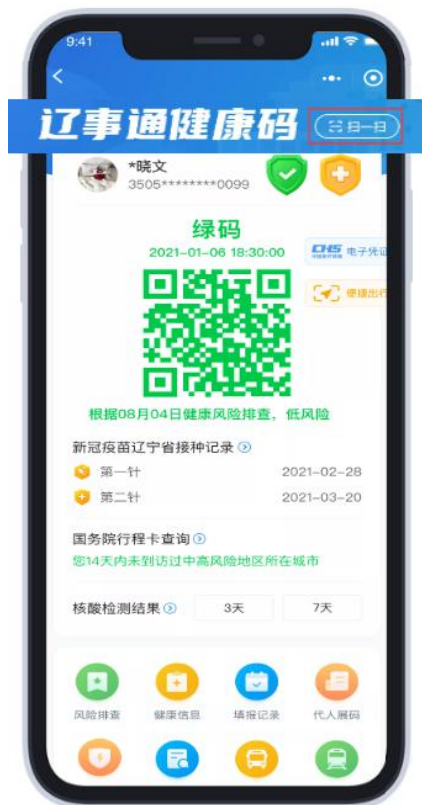 9:41
辽事通健康码
扫一扫
*晓文
3505********0099
绿码
2021-01-06 18:30:00
CHS 电子凭证
便捷出行
根据08月04日健康风险排查，低风险
新冠疫苗辽宁省接种记录
第一针 2021-02-28
第二针 2021-03-20
国务院行程卡查询
您14天内未到访过中高风险地区所在城市
核酸检测结果 3天 7天
风险排查 健康信息 填报记录 代人展码